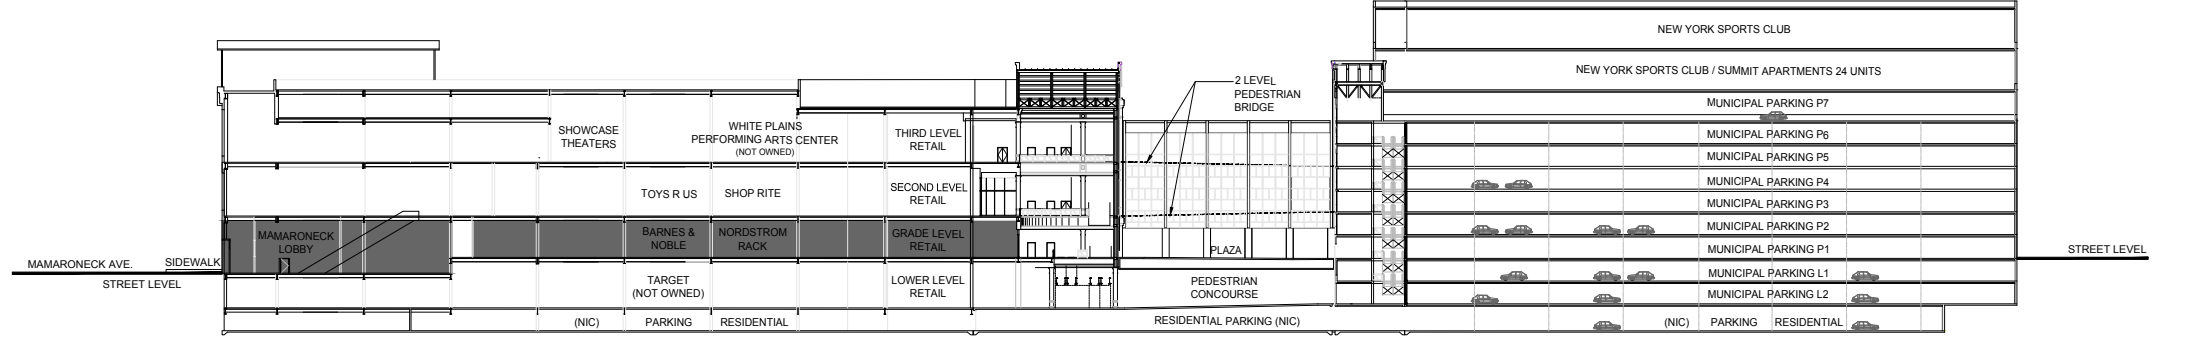 NEW YORK SPORTS CLUB
NEW YORK SPORTS CLUB / SUMMIT APARTMENTS 24 UNITS
2 LEVEL
PEDESTRIAN
BRIDGE
MUNICIPAL PARKING P7
SHOWCASE
THEATERS
WHITE PLAINS
PERFORMING ARTS CENTER
(NOT OWNED)
THIRD LEVEL
RETAIL
MUNICIPAL PARKING P6
MUNICIPAL PARKING P5
TOYS R US
SHOP RITE
SECOND LEVEL
RETAIL
MUNICIPAL PARKING P4
MUNICIPAL PARKING P3
MAMARONECK
LOBBY
BARNES &
NOBLE
NORDSTROM
RACK
GRADE LEVEL
RETAIL
PLAZA
MUNICIPAL PARKING P2
MUNICIPAL PARKING P1
MAMARONECK AVE.
SIDEWALK
STREET LEVEL
STREET LEVEL
TARGET
(NOT OWNED)
LOWER LEVEL
RETAIL
PEDESTRIAN
CONCOURSE
MUNICIPAL PARKING L1
MUNICIPAL PARKING L2
(NIC)
PARKING
RESIDENTIAL
RESIDENTIAL PARKING (NIC)
(NIC)
PARKING
RESIDENTIAL